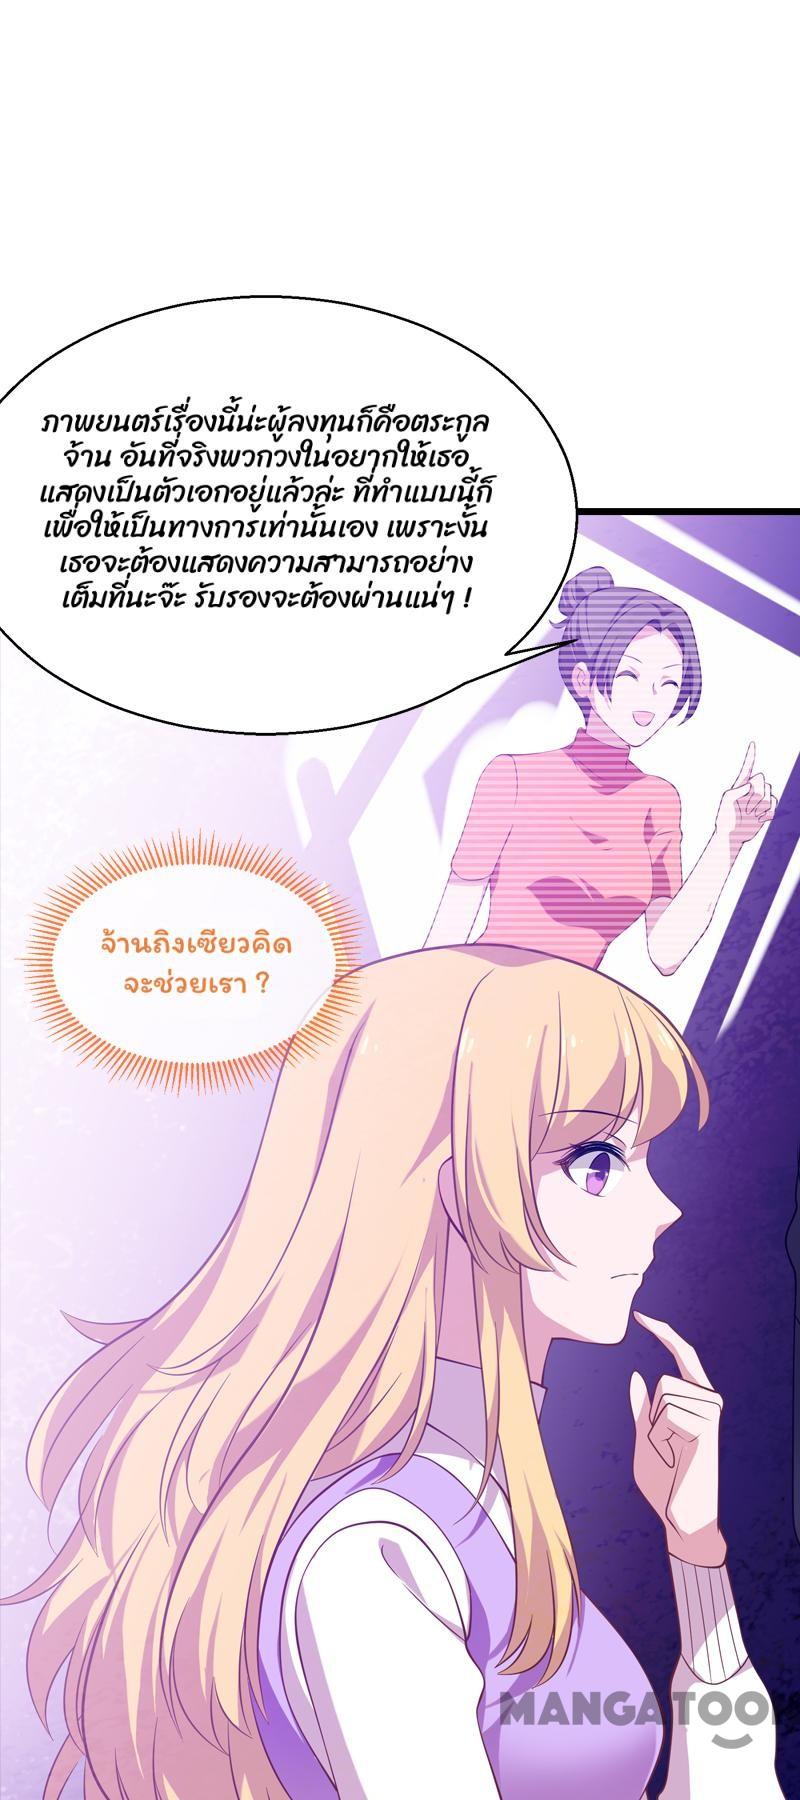 ภาพยนตร์เรื่องนี้น่ะผู้ลงทุนก็คือตระกูล
จ้าน อันที่จริงพวกวงในอยากให้เธอ
แสดงเป็นตัวเอกอยู่แล้วล่ะ ที่ทำแบบนี้ก็
เพื่อให้เป็นทางการเท่านั้นเอง เพราะงั้น
เธอจะต้องแสดงความสามารถอย่าง
เต็มที่นะจ๊ะ รับรองจะต้องผ่านแน่ๆ !
จ้านถิงเซียวคิด
จะช่วยเรา ?
MANGATOON